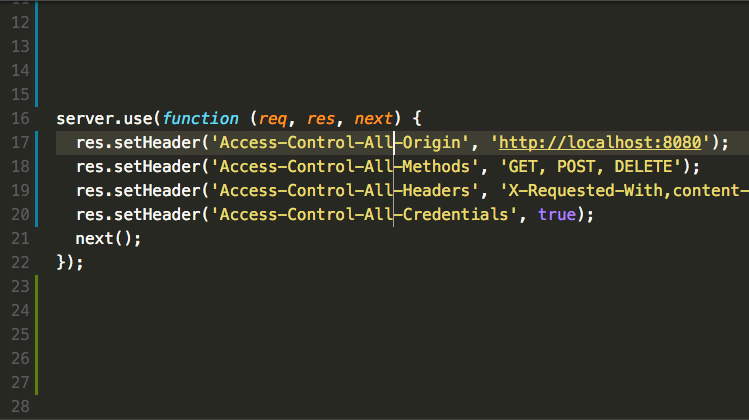 11
12
13
14
15
16 server.use(function (req, res, next) {
17 res.setHeader('Access-Control-All-Origin', 'http://localhost:8080');
18 res.setHeader('Access-Control-All-Methods', 'GET, POST, DELETE');
19 res.setHeader('Access-Control-All-Headers', 'X-Requested-With,content-
20 res.setHeader('Access-Control-All-Credentials', true);
21 next();
22 });
23
24
25
26
27
28